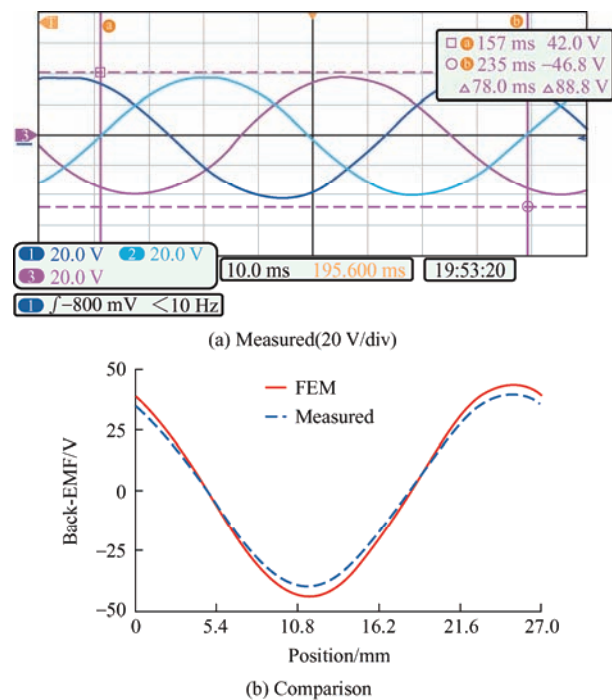 1
a
b
a 157 ms 42.0 V
b 235 ms −46.8 V
△78.0 ms △88.8 V
3
1 20.0 V 2 20.0 V
3 20.0 V
10.0 ms 195.600 ms
19:53:20
1 ∫−800 mV <10 Hz
(a) Measured(20 V/div)
50
25
0
−25
−50
Back-EMF/V
FEM
Measured
0 5.4 10.8 16.2 21.6 27.0
Position/mm
(b) Comparison